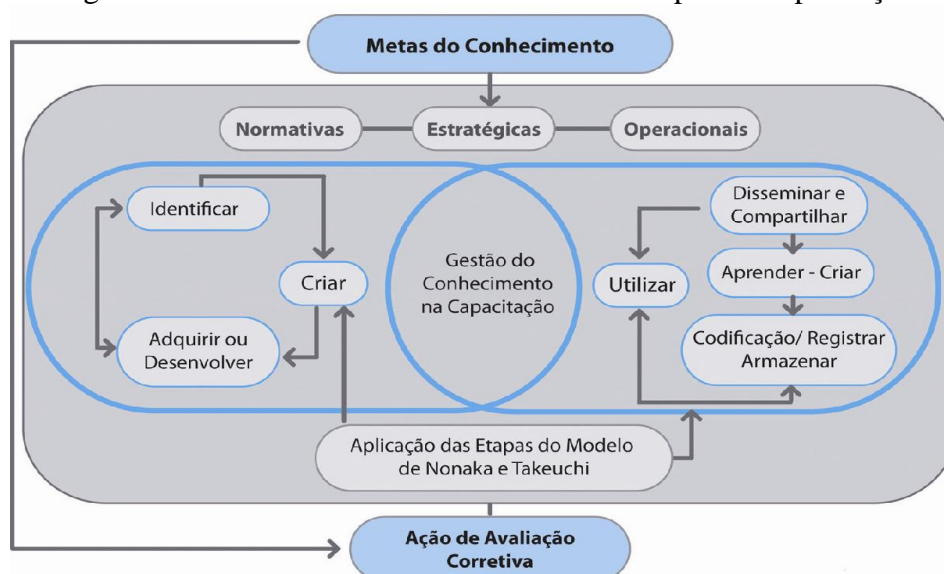 Metas do Conhecimento
Normativas
Estratégicas
Operacionais
Identificar
Disseminar e
Compartilhar
Gestão do
Conhecimento
na Capacitação
Criar
Utilizar
Aprender - Criar
Adquirir ou
Desenvolver
Codificação/ Registrar
Armazenar
Aplicação das Etapas do Modelo
de Nonaka e Takeuchi
Ação de Avaliação
Corretiva